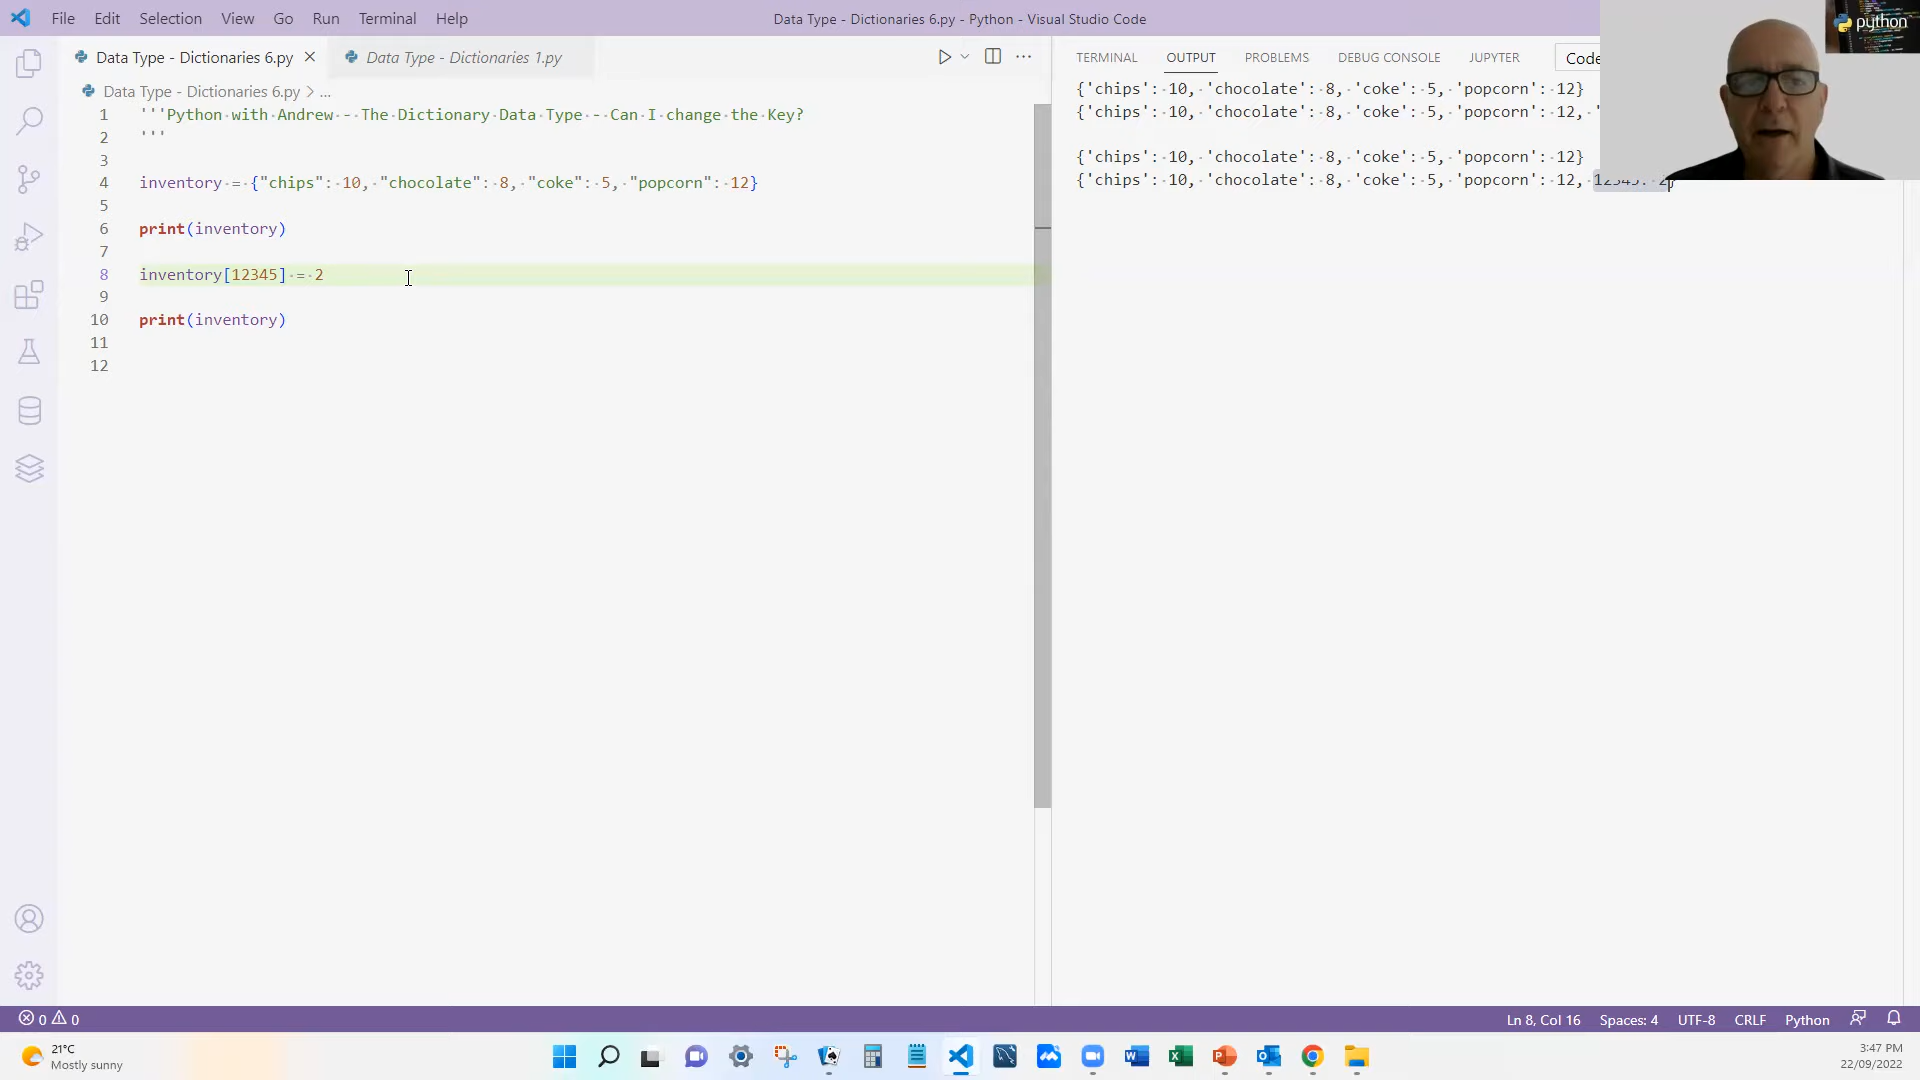 File Edit Selection View Go Run Terminal Help
Data Type - Dictionaries 6.py - Python - Visual Studio Code
python
Data Type - Dictionaries 6.py
Data Type - Dictionaries 1.py
Data Type - Dictionaries 6.py > ...
1 '''Python with Andrew -- The Dictionary Data Type -- Can I change the Key?
2 '''
3
4 inventory = {"chips": 10, "chocolate": 8, "coke": 5, "popcorn": 12}
5
6 print(inventory)
7
8 inventory[12345] = 2
9
10 print(inventory)
11
12
TERMINAL OUTPUT PROBLEMS DEBUG CONSOLE JUPYTER
Code
{'chips': 10, 'chocolate': 8, 'coke': 5, 'popcorn': 12}
{'chips': 10, 'chocolate': 8, 'coke': 5, 'popcorn': 12, '
{'chips': 10, 'chocolate': 8, 'coke': 5, 'popcorn': 12}
{'chips': 10, 'chocolate': 8, 'coke': 5, 'popcorn': 12, 12345: 2}
0 0
Ln 8, Col 16 Spaces: 4 UTF-8 CRLF Python
21°C
Mostly sunny
3:47 PM
22/09/2022